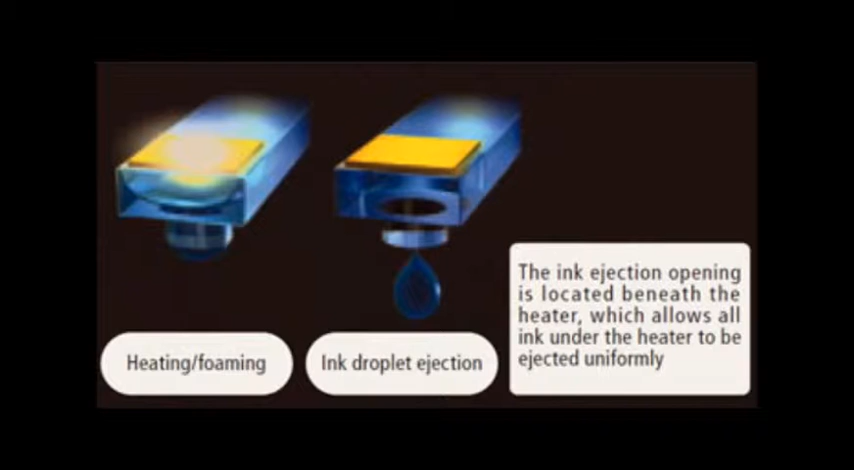 Heating/foaming
Ink droplet ejection
The ink ejection opening
is located beneath the
heater, which allows all
ink under the heater to be
ejected uniformly